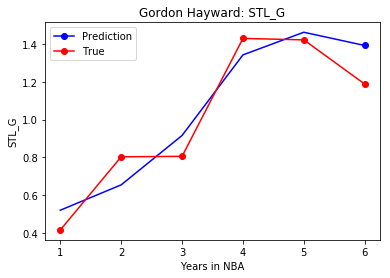 Gordon Hayward: STL_G
Prediction
True
STL_G
1.4
1.2
1.0
0.8
0.6
0.4
1 2 3 4 5 6
Years in NBA